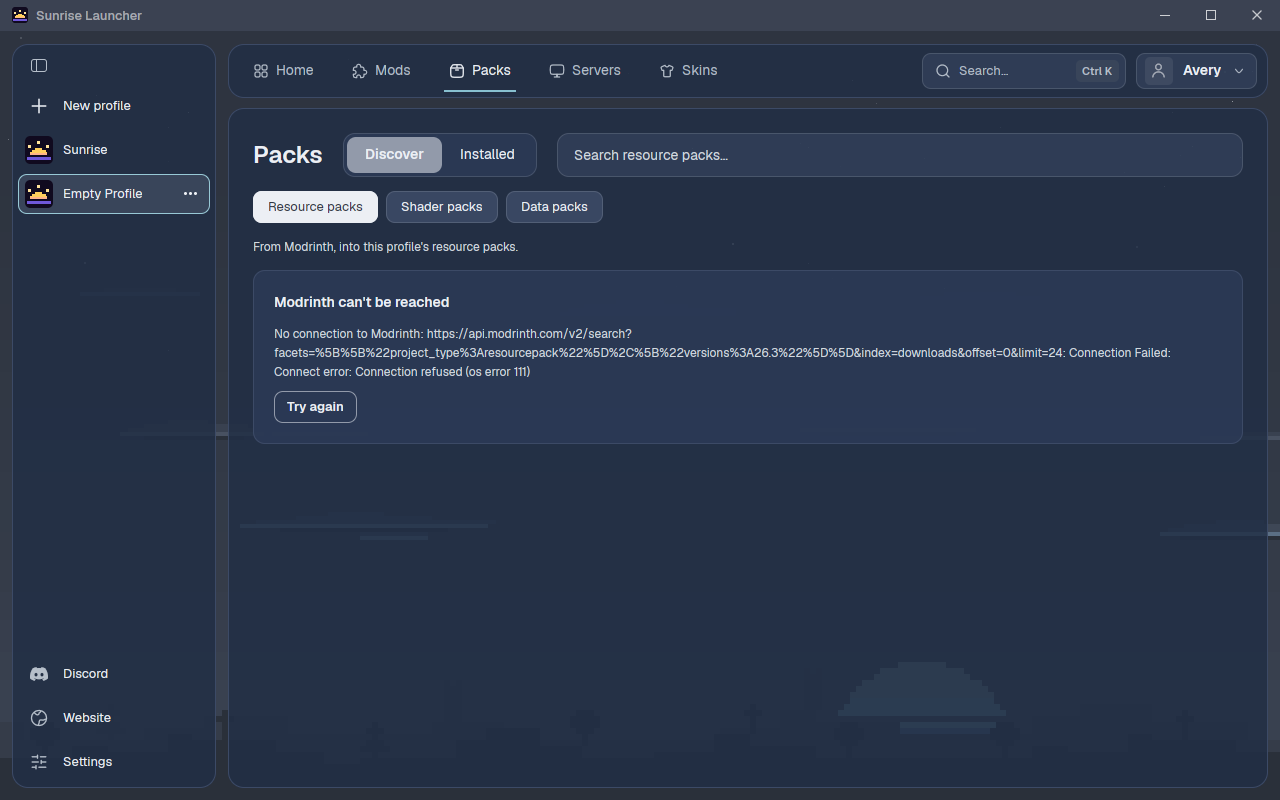 Sunrise Launcher
New profile
Sunrise
Empty Profile
Discord
Website
Settings
Home
Mods
Packs
Servers
Skins
Search...
Ctrl K
Avery
Packs
Discover
Installed
Search resource packs...
Resource packs
Shader packs
Data packs
From Modrinth, into this profile's resource packs.
Modrinth can't be reached
No connection to Modrinth: https://api.modrinth.com/v2/search?
facets=%5B%5B%22project_type%3Aresourcepack%22%5D%2C%5B%22versions%3A26.3%22%5D%5D&index=downloads&offset=0&limit=24: Connection Failed:
Connect error: Connection refused (os error 111)
Try again